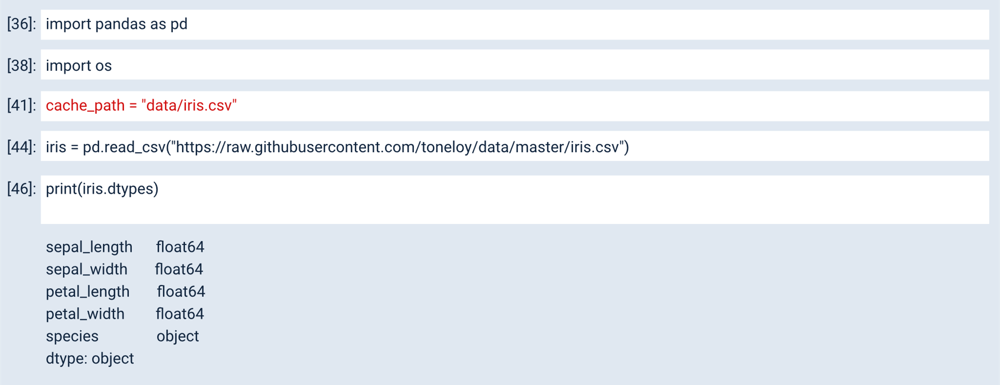 [36]: import pandas as pd
[38]: import os
[41]: cache_path = "data/iris.csv"
[44]: iris = pd.read_csv("https://raw.githubusercontent.com/toneloy/data/master/iris.csv")
[46]: print(iris.dtypes)
sepal_length float64
sepal_width float64
petal_length float64
petal_width float64
species object
dtype: object